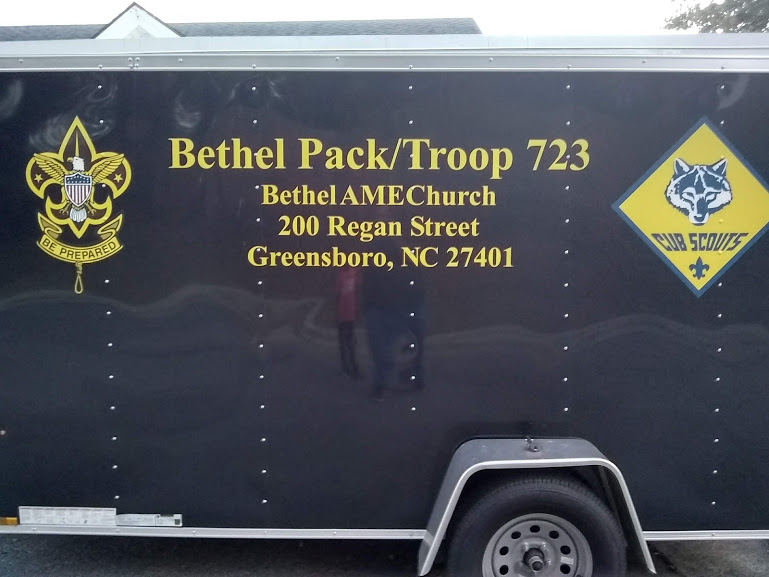 Bethel Pack/Troop 723
Bethel AME Church
200 Regan Street
Greensboro, NC 27401
BE PREPARED
CUB SCOUTS